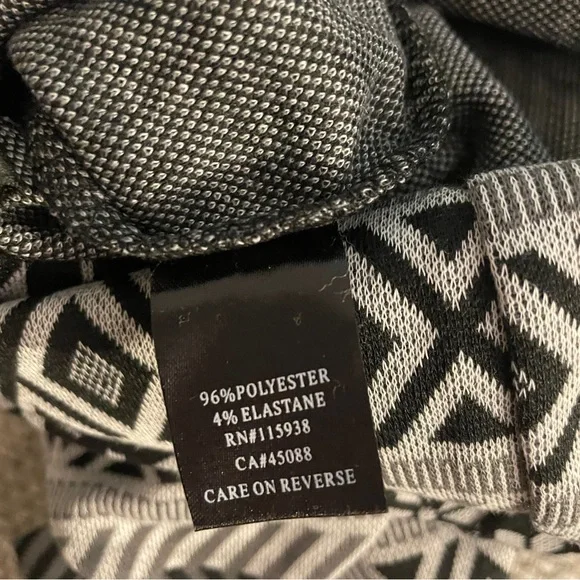 96%POLYESTER
4% ELASTANE
RN#115938
CA#45088
CARE ON REVERSE